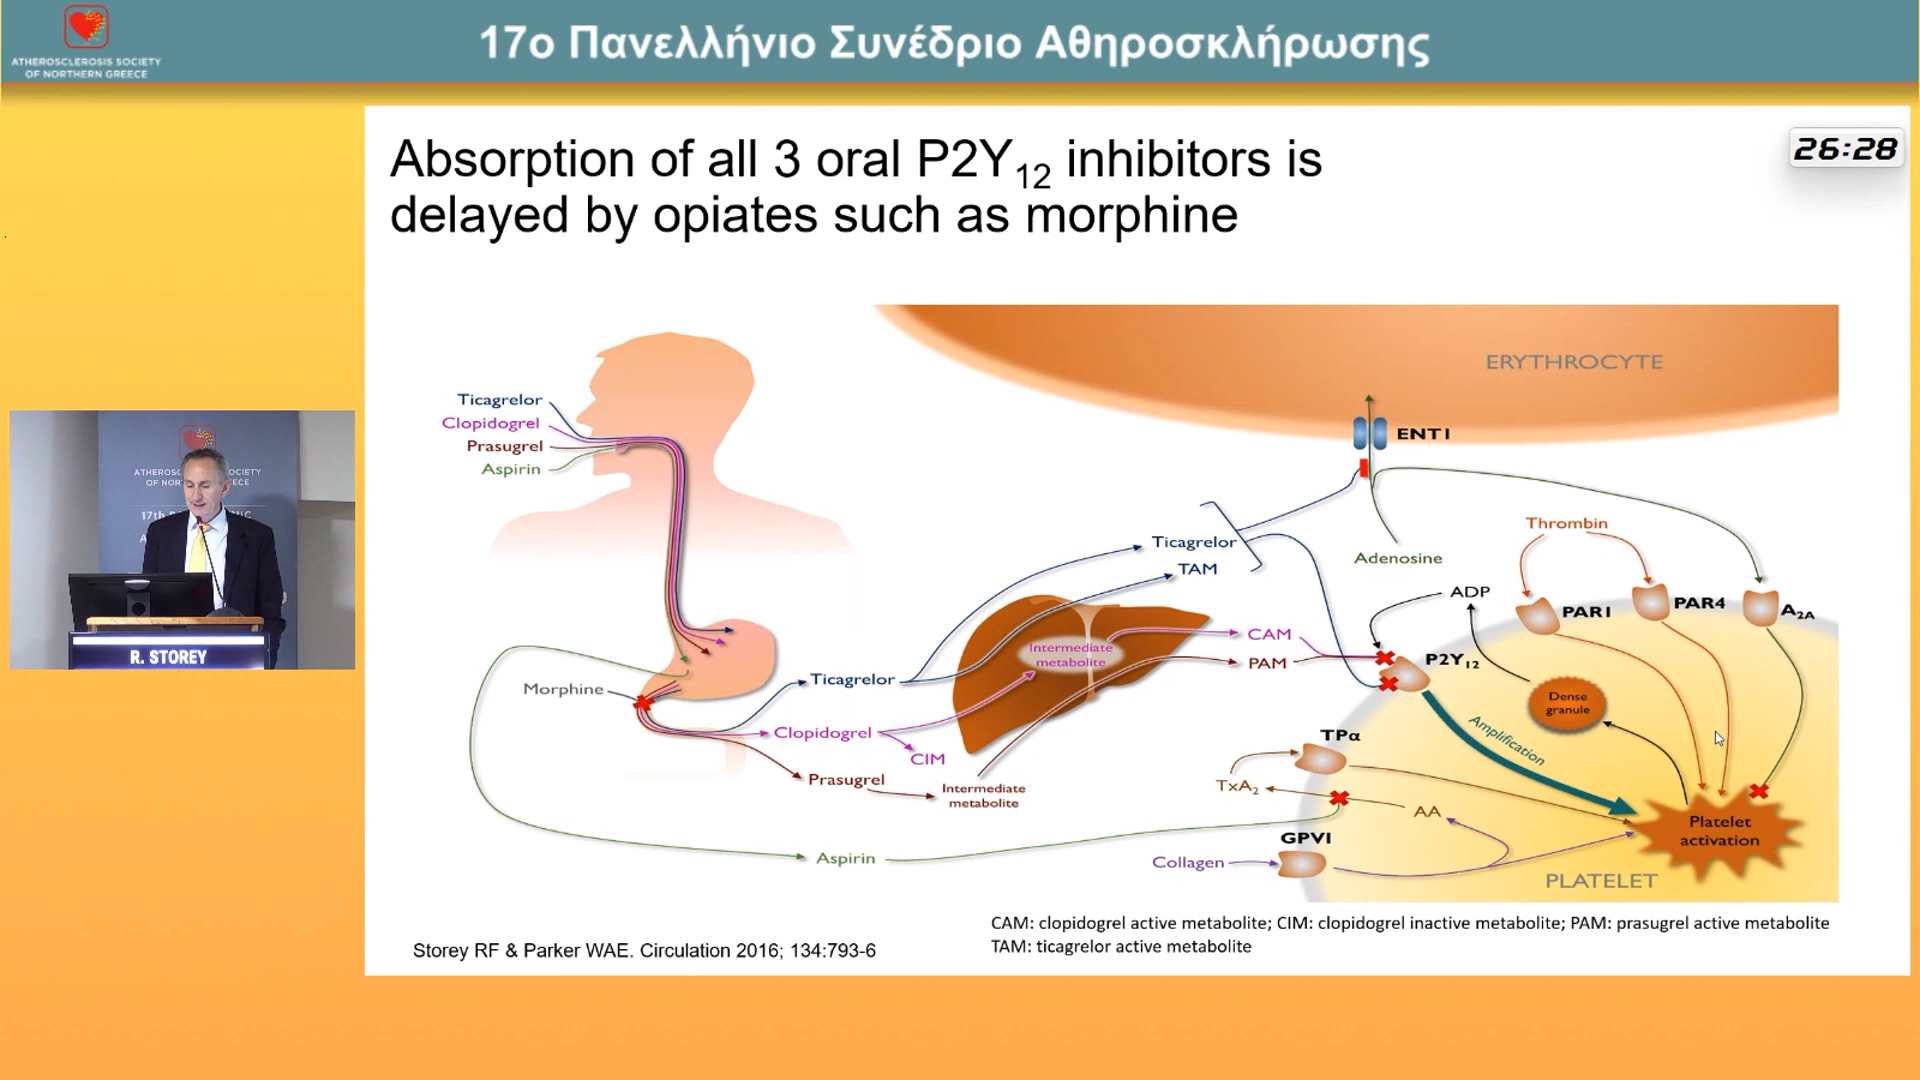 ATHEROSCLEROSIS SOCIETY
OF NORTHERN GREECE
17ο Πανελλήνιο Συνέδριο Αθηροσκλήρωσης
26:28
Absorption of all 3 oral P2Y12 inhibitors is
delayed by opiates such as morphine
ERYTHROCYTE
Ticagrelor
Clopidogrel
Prasugrel
Aspirin
ENT1
Thrombin
Ticagrelor
Adenosine
TAM
ADP
PAR1
PAR4
A2A
CAM
Intermediate
metabolite
PAM
P2Y12
Morphine
Ticagrelor
Dense
granule
Clopidogrel
CIM
Amplification
TPα
Prasugrel
Intermediate
metabolite
TxA2
AA
Platelet
activation
GPVI
Aspirin
Collagen
PLATELET
CAM: clopidogrel active metabolite; CIM: clopidogrel inactive metabolite; PAM: prasugrel active metabolite
TAM: ticagrelor active metabolite
Storey RF & Parker WAE. Circulation 2016; 134:793-6
17th
R. STOREY